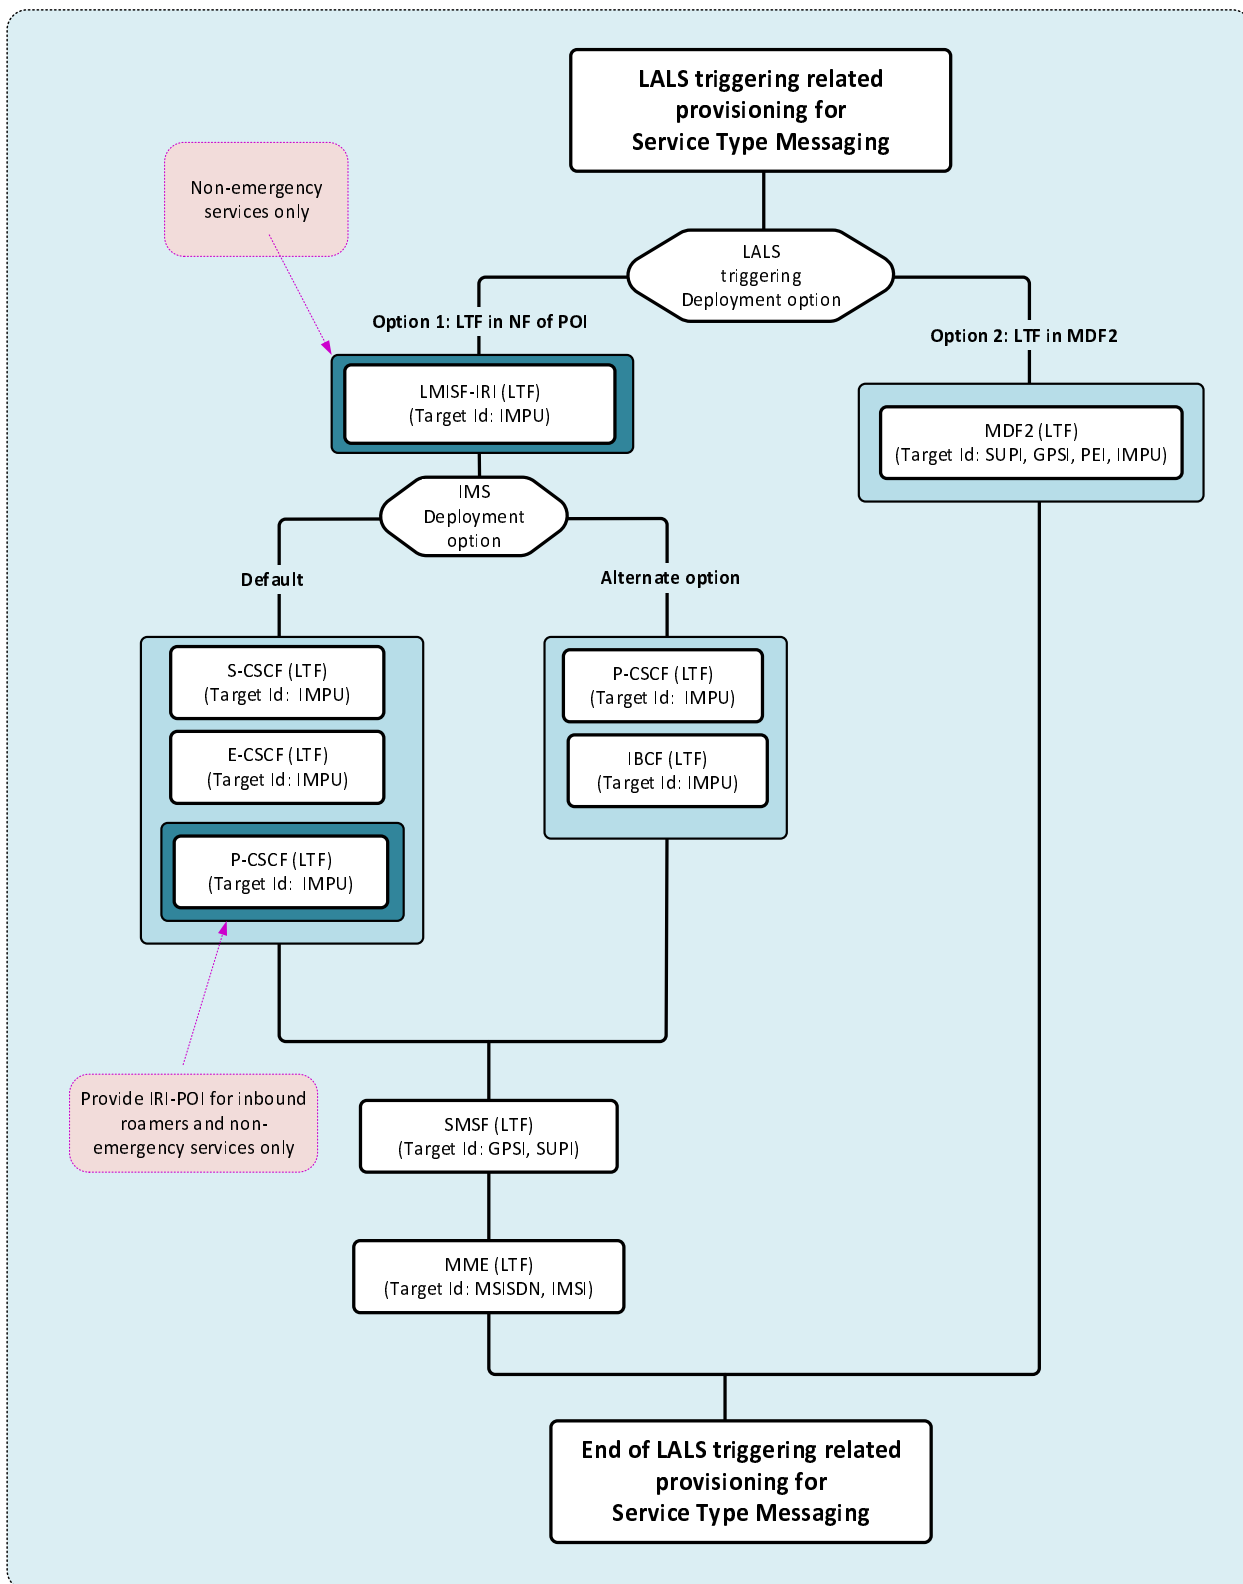 LALS triggering related
provisioning for
Service Type Messaging
Non-emergency
services only
LALS
triggering
Deployment option
Option 1: LTF in NF of POI
Option 2: LTF in MDF2
LMISF-IRI (LTF)
(Target Id: IMPU)
MDF2 (LTF)
(Target Id: SUPI, GPSI, PEI, IMPU)
IMS
Deployment
option
Default
Alternate option
S-CSCF (LTF)
(Target Id: IMPU)
E-CSCF (LTF)
(Target Id: IMPU)
P-CSCF (LTF)
(Target Id: IMPU)
P-CSCF (LTF)
(Target Id: IMPU)
IBCF (LTF)
(Target Id: IMPU)
Provide IRI-POI for inbound
roamers and non-
emergency services only
SMSF (LTF)
(Target Id: GPSI, SUPI)
MME (LTF)
(Target Id: MSISDN, IMSI)
End of LALS triggering related
provisioning for
Service Type Messaging